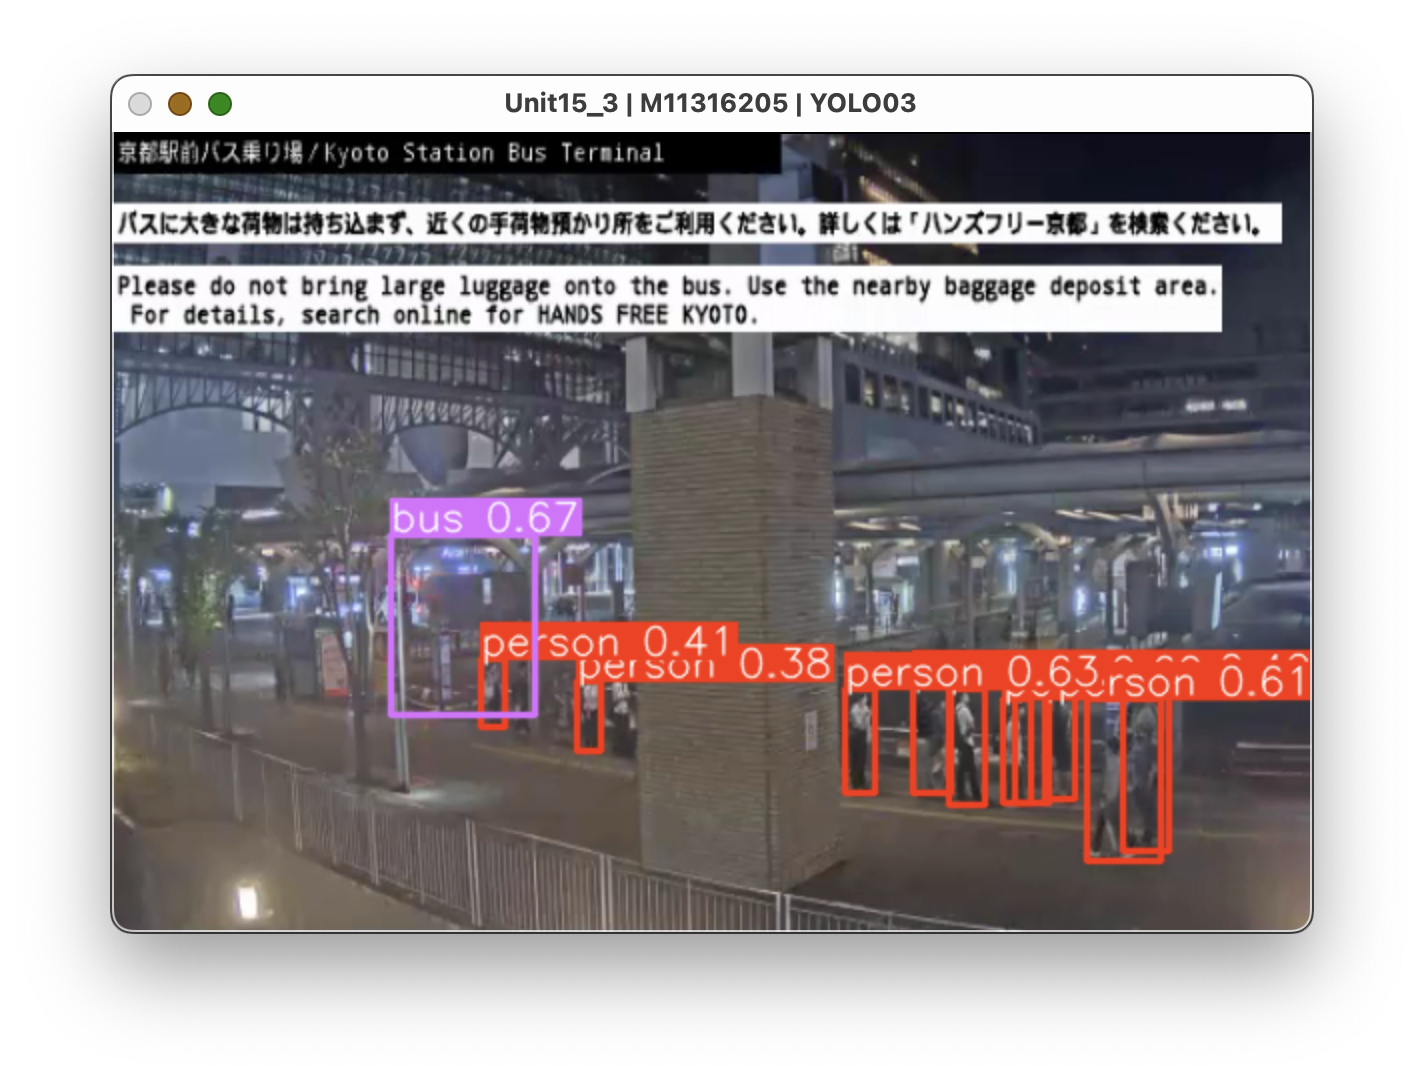 Unit15_3 | M11316205 | YOLO03
京都駅前バス乗り場/Kyoto Station Bus Terminal
バスに大きな荷物は持ち込まず、近くの手荷物預かり所をご利用ください。詳しくは「ハンズフリー京都」を検索ください。
Please do not bring large luggage onto the bus. Use the nearby baggage deposit area.
For details, search online for HANDS FREE KYOTO.
bus 0.67
person 0.41
person 0.38
person 0.63
person 0.61